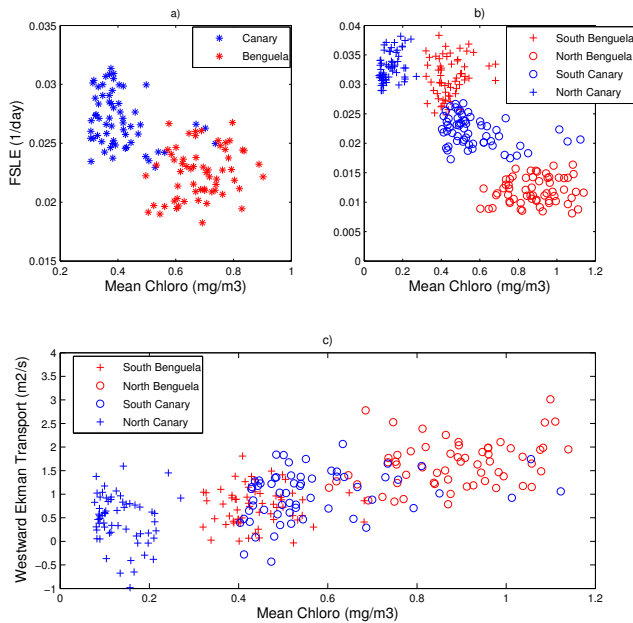 a)
0.035
0.03
0.025
0.02
0.015
FSLE (1/day)
Canary
Benguela
0.2 0.4 0.6 0.8 1
Mean Chloro (mg/m3)
b)
0.04
0.035
0.03
0.025
0.02
0.015
0.01
0.005
0
South Benguela
North Benguela
South Canary
North Canary
0 0.2 0.4 0.6 0.8 1 1.2
Mean Chloro (mg/m3)
c)
4
3.5
3
2.5
2
1.5
1
0.5
0
−0.5
−1
Westward Ekman Transport (m2/s)
South Benguela
North Benguela
South Canary
North Canary
0 0.2 0.4 0.6 0.8 1 1.2
Mean Chloro (mg/m3)